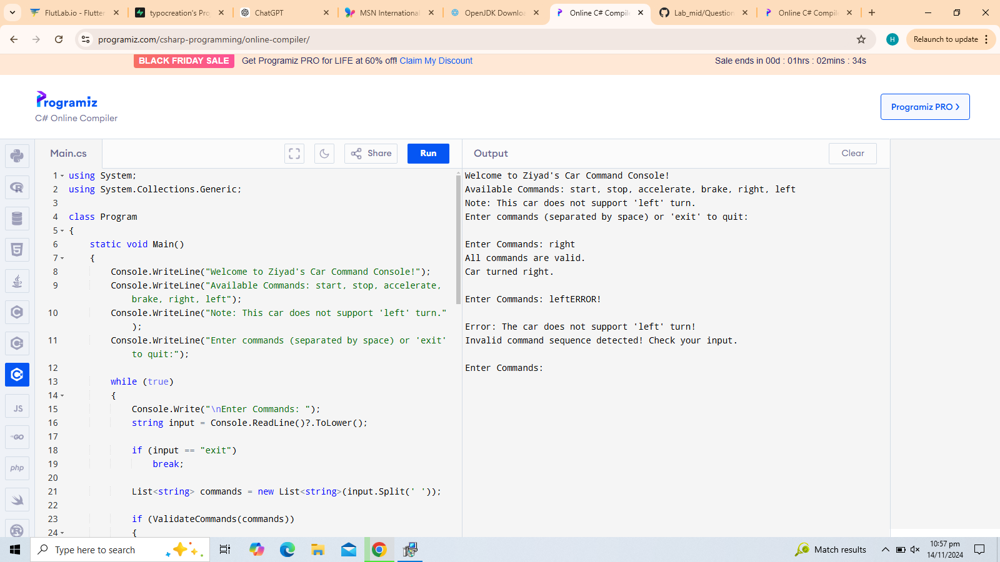 FlutLab.io - Flutter
typocreation's Pro
ChatGPT
MSN International
OpenJDK Downloa
Online C# Compile
Lab_mid/Question
Online C# Compile
programiz.com/csharp-programming/online-compiler/
H
Relaunch to update
BLACK FRIDAY SALE Get Programiz PRO for LIFE at 60% off! Claim My Discount
Sale ends in 00d : 01hrs : 02mins : 34s
Programiz
C# Online Compiler
Programiz PRO
Main.cs
Share
Run
Output
Clear
1 using System;
2 using System.Collections.Generic;
3
4 class Program
5 {
6 static void Main()
7 {
8 Console.WriteLine("Welcome to Ziyad's Car Command Console!");
9 Console.WriteLine("Available Commands: start, stop, accelerate,
brake, right, left");
10 Console.WriteLine("Note: This car does not support 'left' turn."
);
11 Console.WriteLine("Enter commands (separated by space) or 'exit'
to quit:");
12
13 while (true)
14 {
15 Console.Write("\nEnter Commands: ");
16 string input = Console.ReadLine()?.ToLower();
17
18 if (input == "exit")
19 break;
20
21 List<string> commands = new List<string>(input.Split(' '));
22
23 if (ValidateCommands(commands))
24 {
Welcome to Ziyad's Car Command Console!
Available Commands: start, stop, accelerate, brake, right, left
Note: This car does not support 'left' turn.
Enter commands (separated by space) or 'exit' to quit:
Enter Commands: right
All commands are valid.
Car turned right.
Enter Commands: leftERROR!
Error: The car does not support 'left' turn!
Invalid command sequence detected! Check your input.
Enter Commands:
JS
GO
php
Type here to search
Match results
10:57 pm
14/11/2024